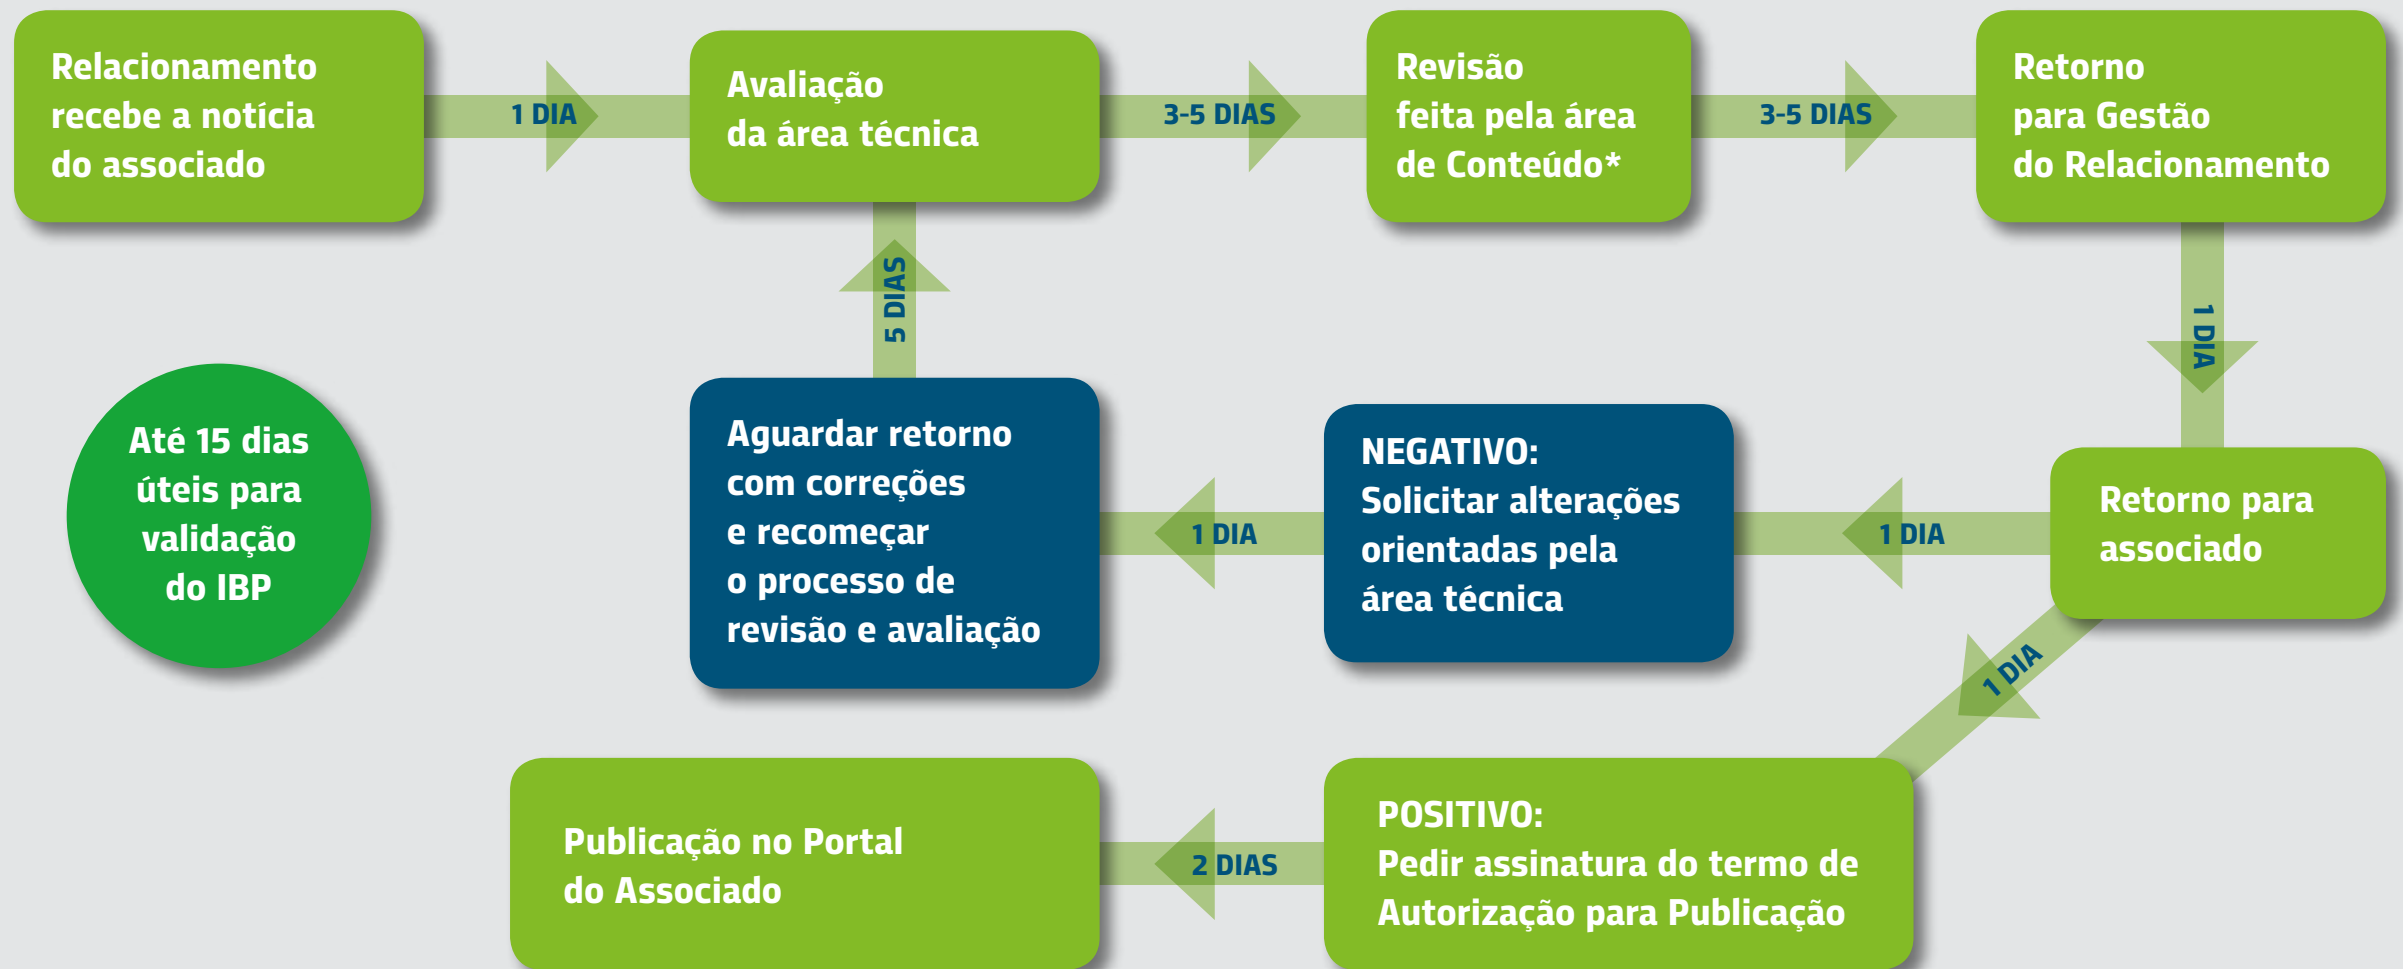 Relacionamento
recebe a notícia
do associado
1 DIA
Avaliação
da área técnica
3-5 DIAS
Revisão
feita pela área
de Conteúdo*
3-5 DIAS
Retorno
para Gestão
do Relacionamento
1 DIA
Retorno para
associado
1 DIA
NEGATIVO:
Solicitar alterações
orientadas pela
área técnica
1 DIA
Aguardar retorno
com correções
e recomeçar
o processo de
revisão e avaliação
5 DIAS
Até 15 dias
úteis para
validação
do IBP
1 DIA
POSITIVO:
Pedir assinatura do termo de
Autorização para Publicação
2 DIAS
Publicação no Portal
do Associado